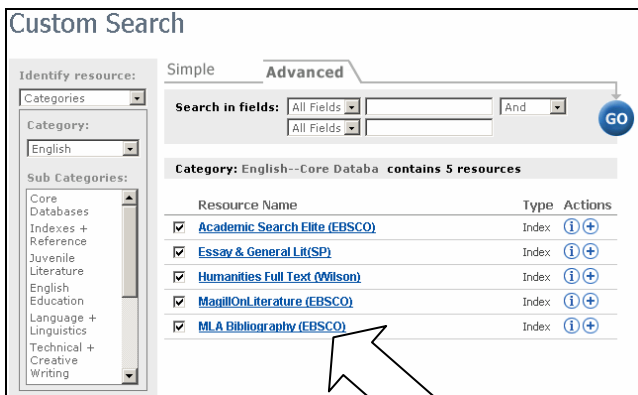 Custom Search
Identify resource:
Categories
Category:
English
Sub Categories:
Core
Databases
Indexes +
Reference
Juvenile
Literature
English
Education
Language +
Linguistics
Technical +
Creative
Writing
Simple Advanced
Search in fields: All Fields And
All Fields
GO
Category: English--Core Databa contains 5 resources
Resource Name Type Actions
Academic Search Elite (EBSCO) Index
Essay & General Lit(SP) Index
Humanities Full Text (Wilson) Index
MagillOnLiterature (EBSCO) Index
MLA Bibliography (EBSCO) Index